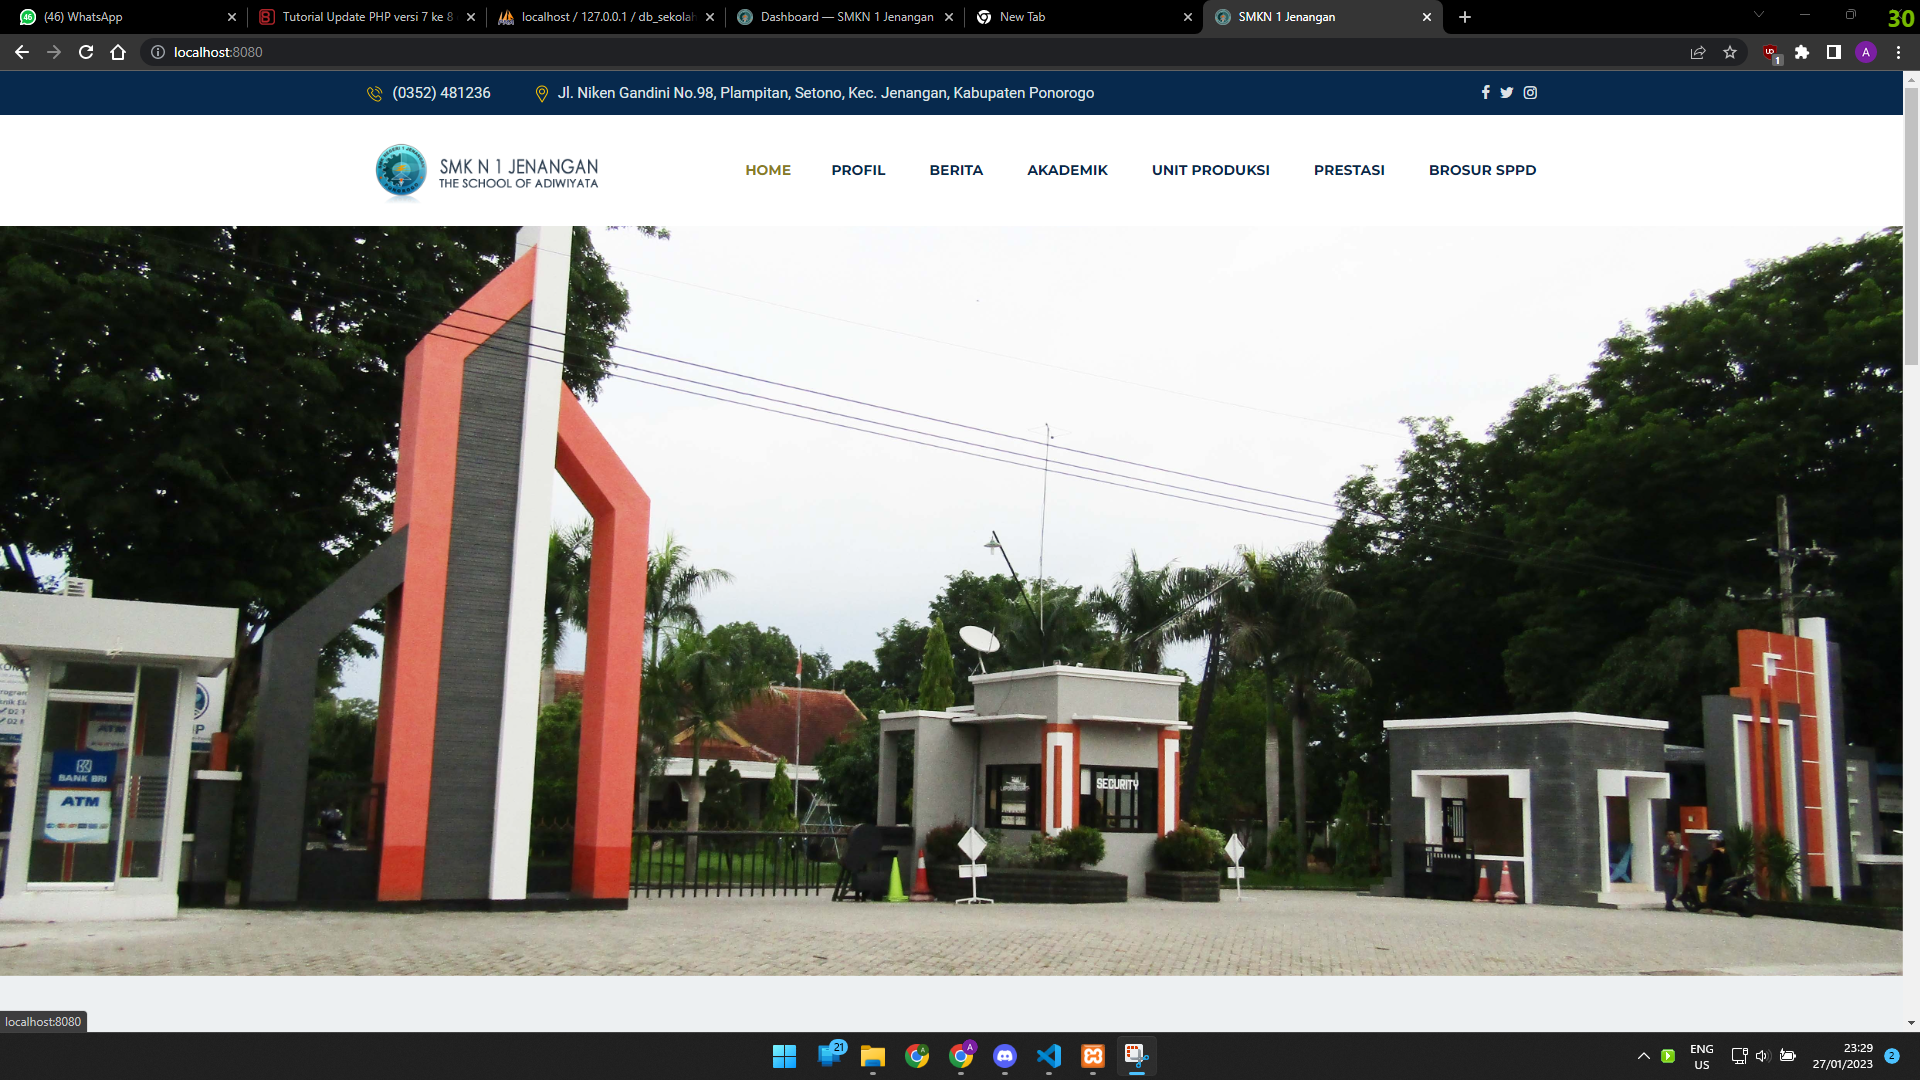 30
(46) WhatsApp
Tutorial Update PHP versi 7 ke 8
localhost / 127.0.0.1 / db_sekolah
Dashboard — SMKN 1 Jenangan
New Tab
SMKN 1 Jenangan
localhost:8080
1
A
(0352) 481236
Jl. Niken Gandini No.98, Plampitan, Setono, Kec. Jenangan, Kabupaten Ponorogo
SMK N 1 JENANGAN
THE SCHOOL OF ADIWIYATA
HOME
PROFIL
BERITA
AKADEMIK
UNIT PRODUKSI
PRESTASI
BROSUR SPPD
BANK BRI
ATM
SECURITY
localhost:8080
21
A
ENG
US
23:29
27/01/2023
2